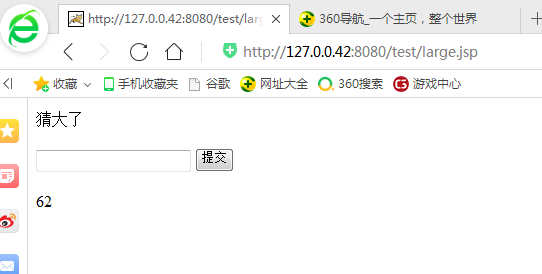 http://127.0.0.42:8080/test/larg
360导航_一个主页，整个世界
http://127.0.0.42:8080/test/large.jsp
收藏 手机收藏夹 谷歌 网址大全 360搜索 游戏中心
猜大了
提交
62